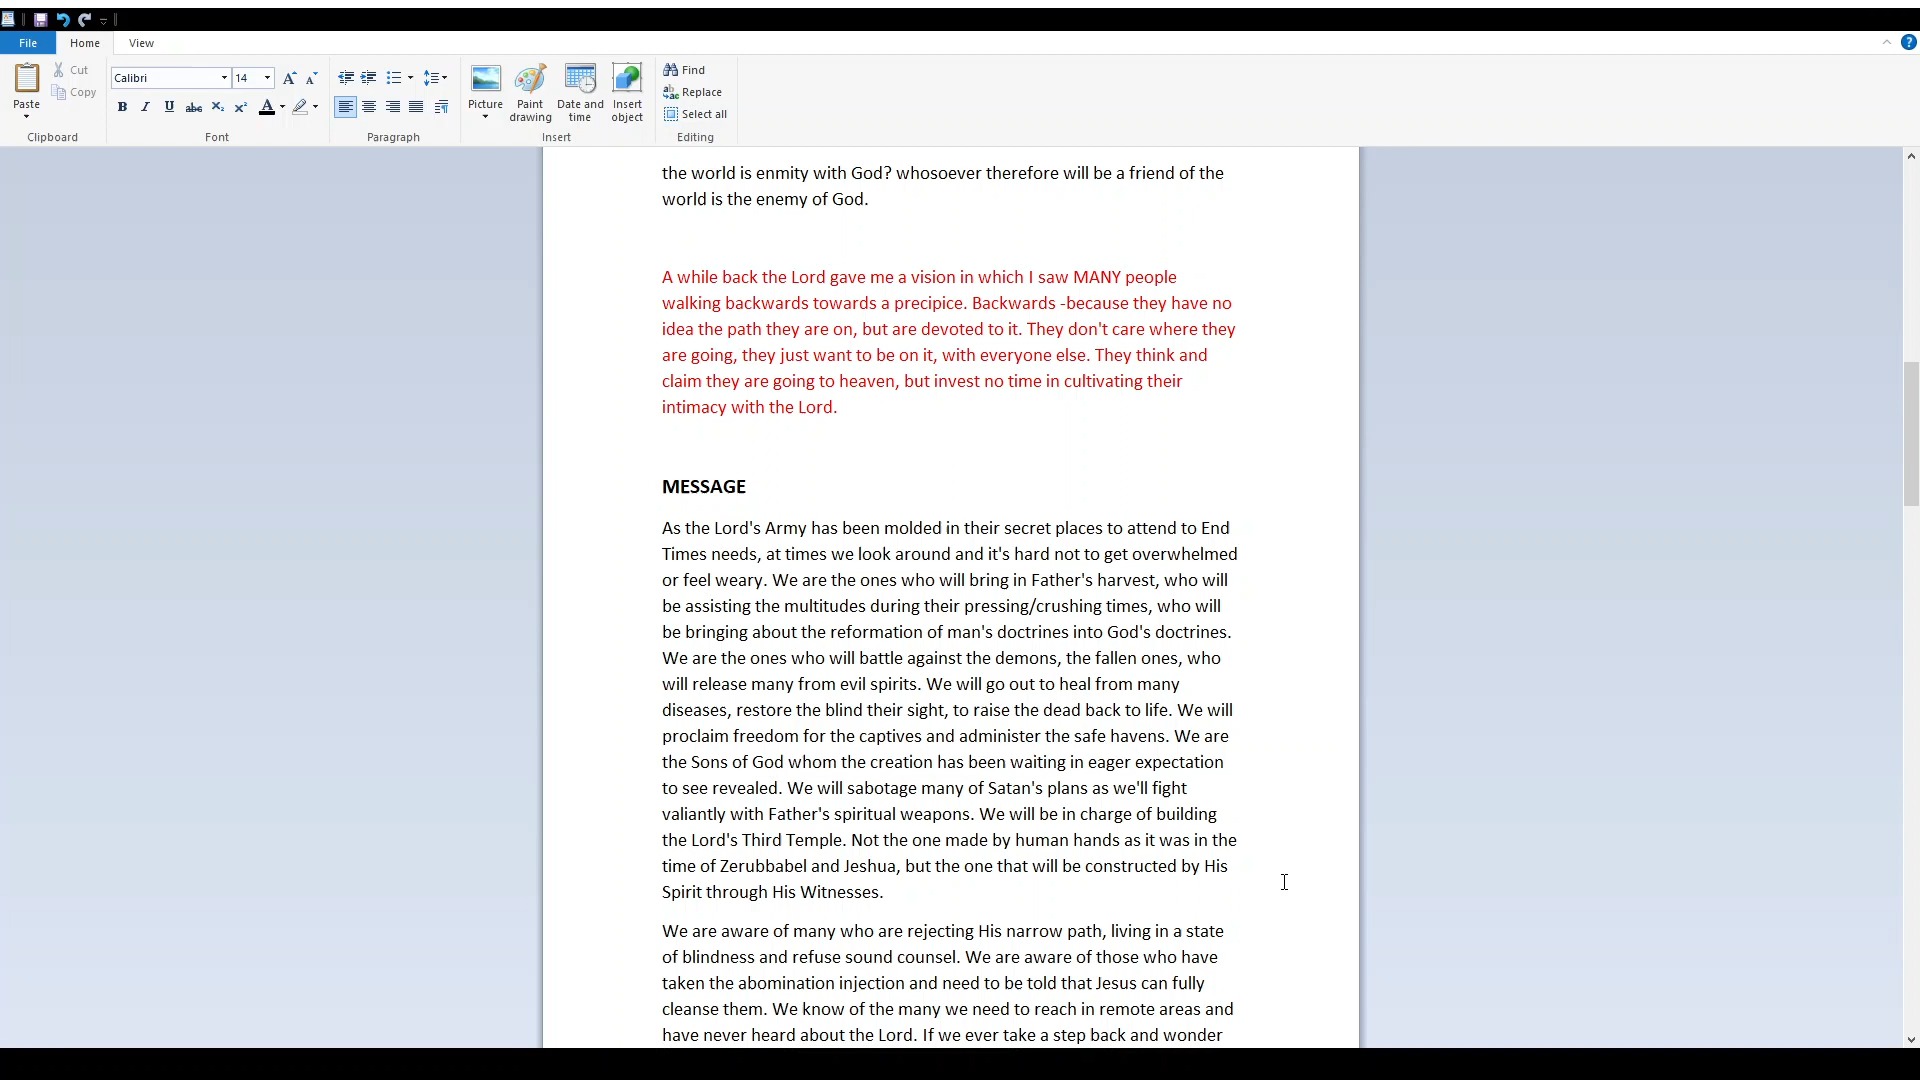 File Home View
Paste
Cut
Copy
Clipboard
Calibri 14
B I U abc X₂ X² A
Font
Paragraph
Picture
Paint drawing
Date and time
Insert object
Insert
Find
Replace
Select all
Editing
the world is enmity with God? whosoever therefore will be a friend of the
world is the enemy of God.
A while back the Lord gave me a vision in which I saw MANY people
walking backwards towards a precipice. Backwards -because they have no
idea the path they are on, but are devoted to it. They don't care where they
are going, they just want to be on it, with everyone else. They think and
claim they are going to heaven, but invest no time in cultivating their
intimacy with the Lord.
MESSAGE
As the Lord's Army has been molded in their secret places to attend to End
Times needs, at times we look around and it's hard not to get overwhelmed
or feel weary. We are the ones who will bring in Father's harvest, who will
be assisting the multitudes during their pressing/crushing times, who will
be bringing about the reformation of man's doctrines into God's doctrines.
We are the ones who will battle against the demons, the fallen ones, who
will release many from evil spirits. We will go out to heal from many
diseases, restore the blind their sight, to raise the dead back to life. We will
proclaim freedom for the captives and administer the safe havens. We are
the Sons of God whom the creation has been waiting in eager expectation
to see revealed. We will sabotage many of Satan's plans as we'll fight
valiantly with Father's spiritual weapons. We will be in charge of building
the Lord's Third Temple. Not the one made by human hands as it was in the
time of Zerubbabel and Jeshua, but the one that will be constructed by His
Spirit through His Witnesses.
We are aware of many who are rejecting His narrow path, living in a state
of blindness and refuse sound counsel. We are aware of those who have
taken the abomination injection and need to be told that Jesus can fully
cleanse them. We know of the many we need to reach in remote areas and
have never heard about the Lord. If we ever take a step back and wonder